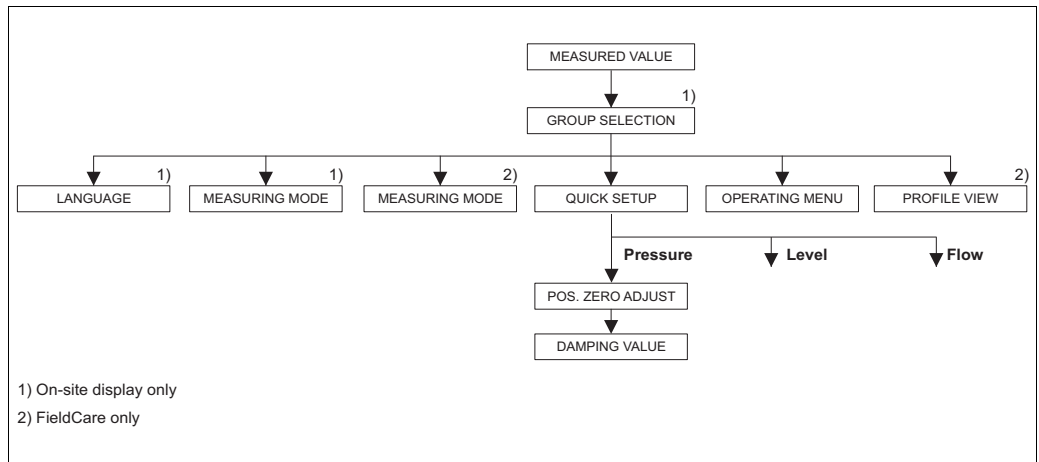 MEASURED VALUE
1)
GROUP SELECTION
1)
1)
2)
2)
LANGUAGE
MEASURING MODE
MEASURING MODE
QUICK SETUP
OPERATING MENU
PROFILE VIEW
Pressure
Level
Flow
POS. ZERO ADJUST
DAMPING VALUE
1) On-site display only
2) FieldCare only